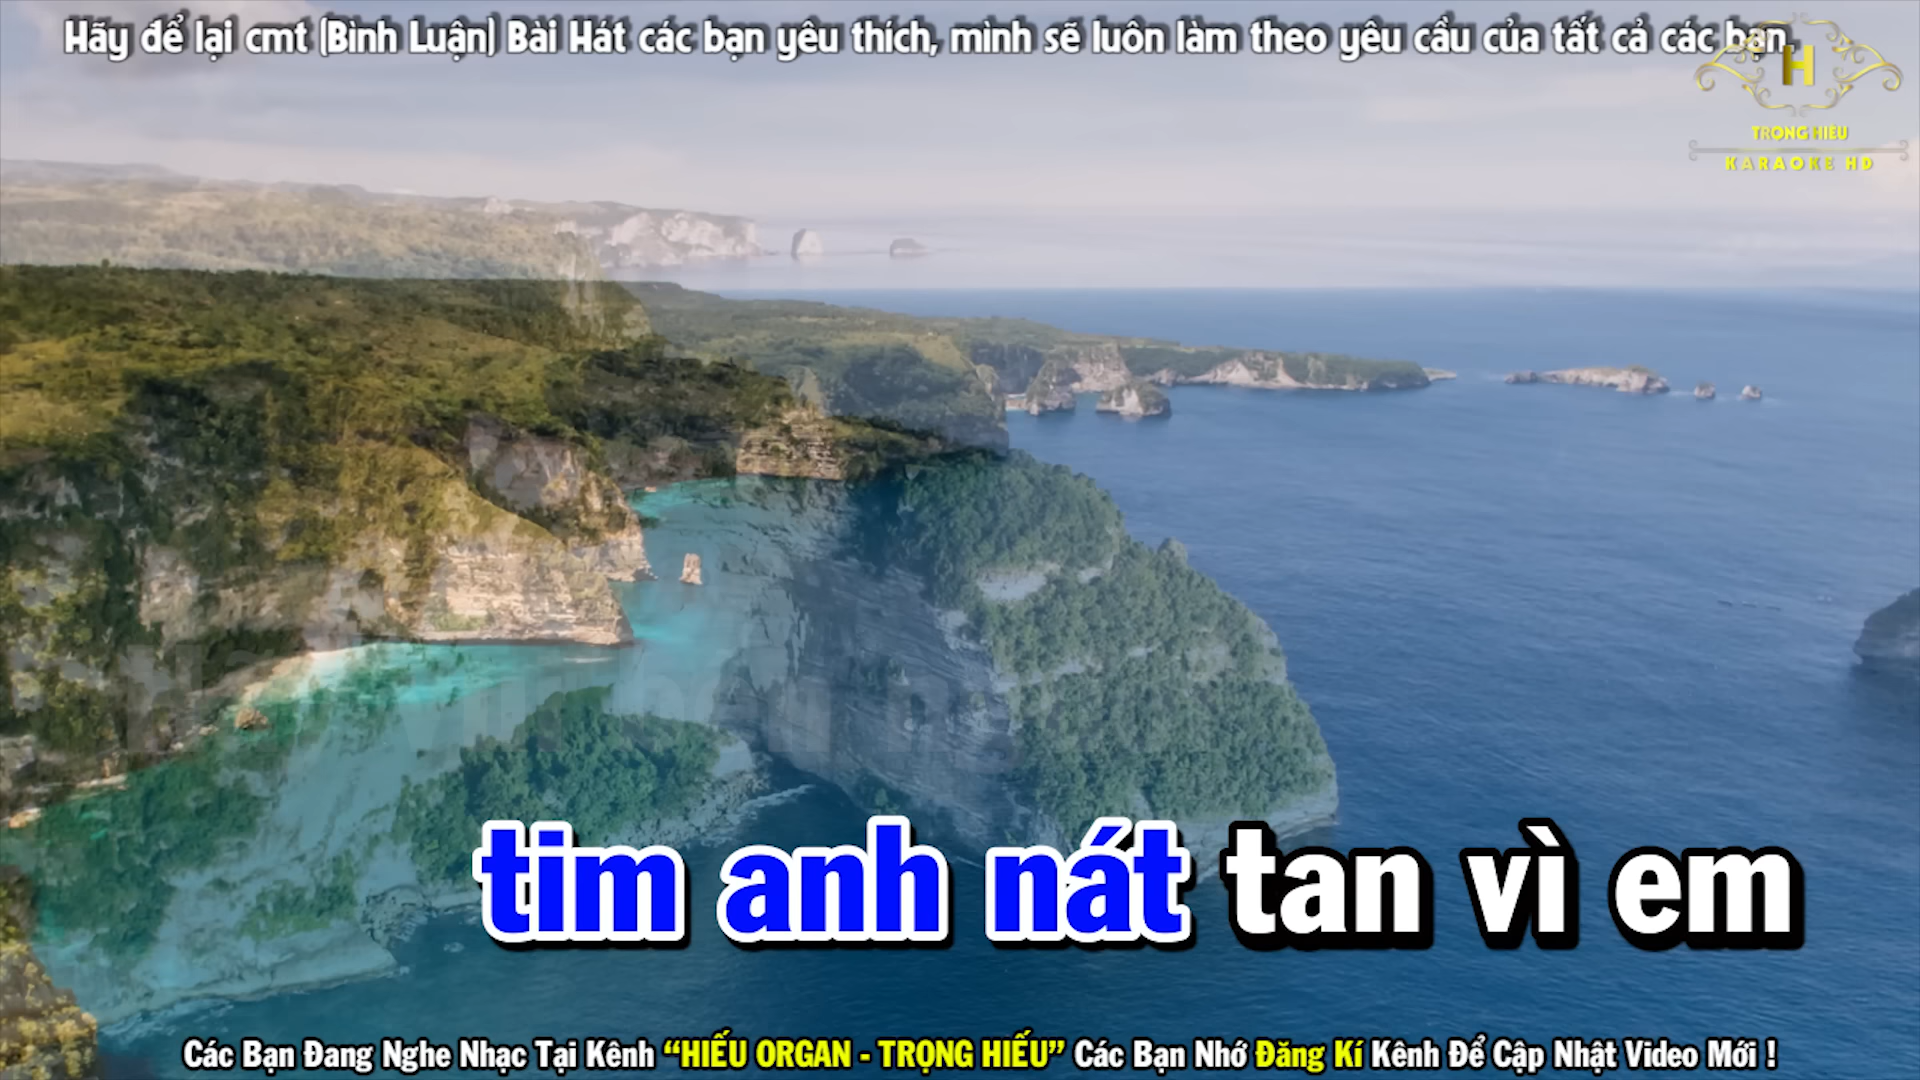 Hãy để lại cmt (Bình Luận) Bài Hát các bạn yêu thích, mình sẽ luôn làm theo yêu cầu của tất cả các bạn.
H
TRỌNG HIẾU
KARAOKE HD
tim anh nát tan vì em
Các Bạn Đang Nghe Nhạc Tại Kênh “HIẾU ORGAN - TRỌNG HIẾU” Các Bạn Nhớ Đăng Kí Kênh Để Cập Nhật Video Mới !